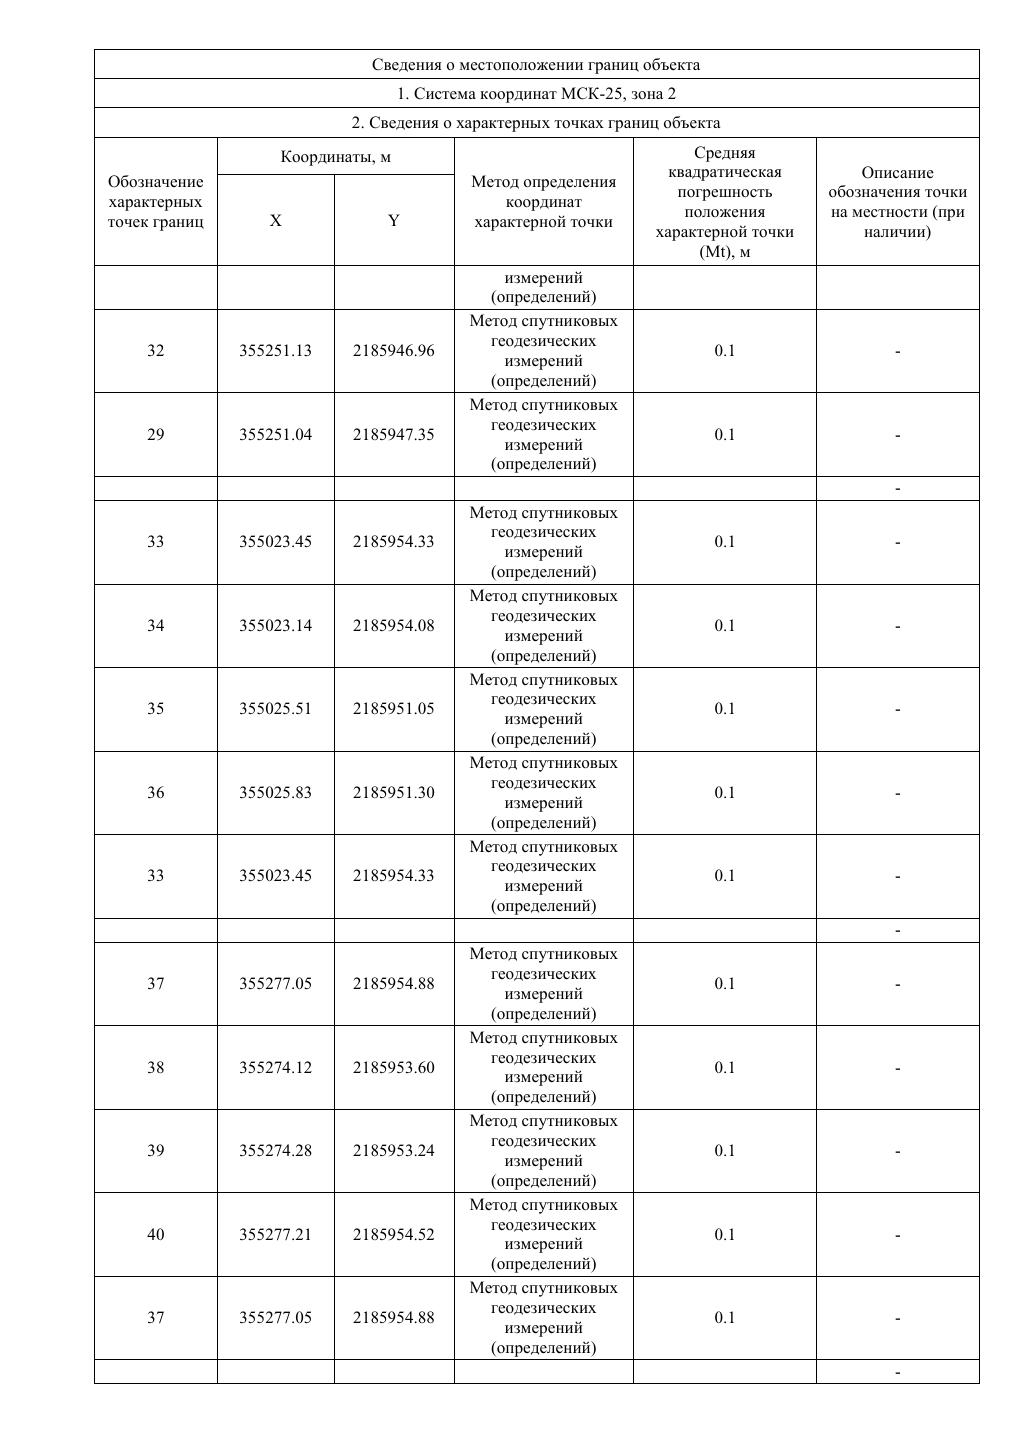 Сведения о местоположении границ объекта
1. Система координат МСК-25, зона 2
2. Сведения о характерных точках границ объекта
Обозначение
характерных
точек границ
Координаты, м
X
Y
Метод определения
координат
характерной точки
Средняя
квадратическая
погрешность
положения
характерной точки
(Mt), м
Описание
обозначения точки
на местности (при
наличии)
измерений
(определений)
32
355251.13
2185946.96
Метод спутниковых
геодезических
измерений
(определений)
0.1
-
29
355251.04
2185947.35
Метод спутниковых
геодезических
измерений
(определений)
0.1
-
-
33
355023.45
2185954.33
Метод спутниковых
геодезических
измерений
(определений)
0.1
-
34
355023.14
2185954.08
Метод спутниковых
геодезических
измерений
(определений)
0.1
-
35
355025.51
2185951.05
Метод спутниковых
геодезических
измерений
(определений)
0.1
-
36
355025.83
2185951.30
Метод спутниковых
геодезических
измерений
(определений)
0.1
-
33
355023.45
2185954.33
Метод спутниковых
геодезических
измерений
(определений)
0.1
-
-
37
355277.05
2185954.88
Метод спутниковых
геодезических
измерений
(определений)
0.1
-
38
355274.12
2185953.60
Метод спутниковых
геодезических
измерений
(определений)
0.1
-
39
355274.28
2185953.24
Метод спутниковых
геодезических
измерений
(определений)
0.1
-
40
355277.21
2185954.52
Метод спутниковых
геодезических
измерений
(определений)
0.1
-
37
355277.05
2185954.88
Метод спутниковых
геодезических
измерений
(определений)
0.1
-
-